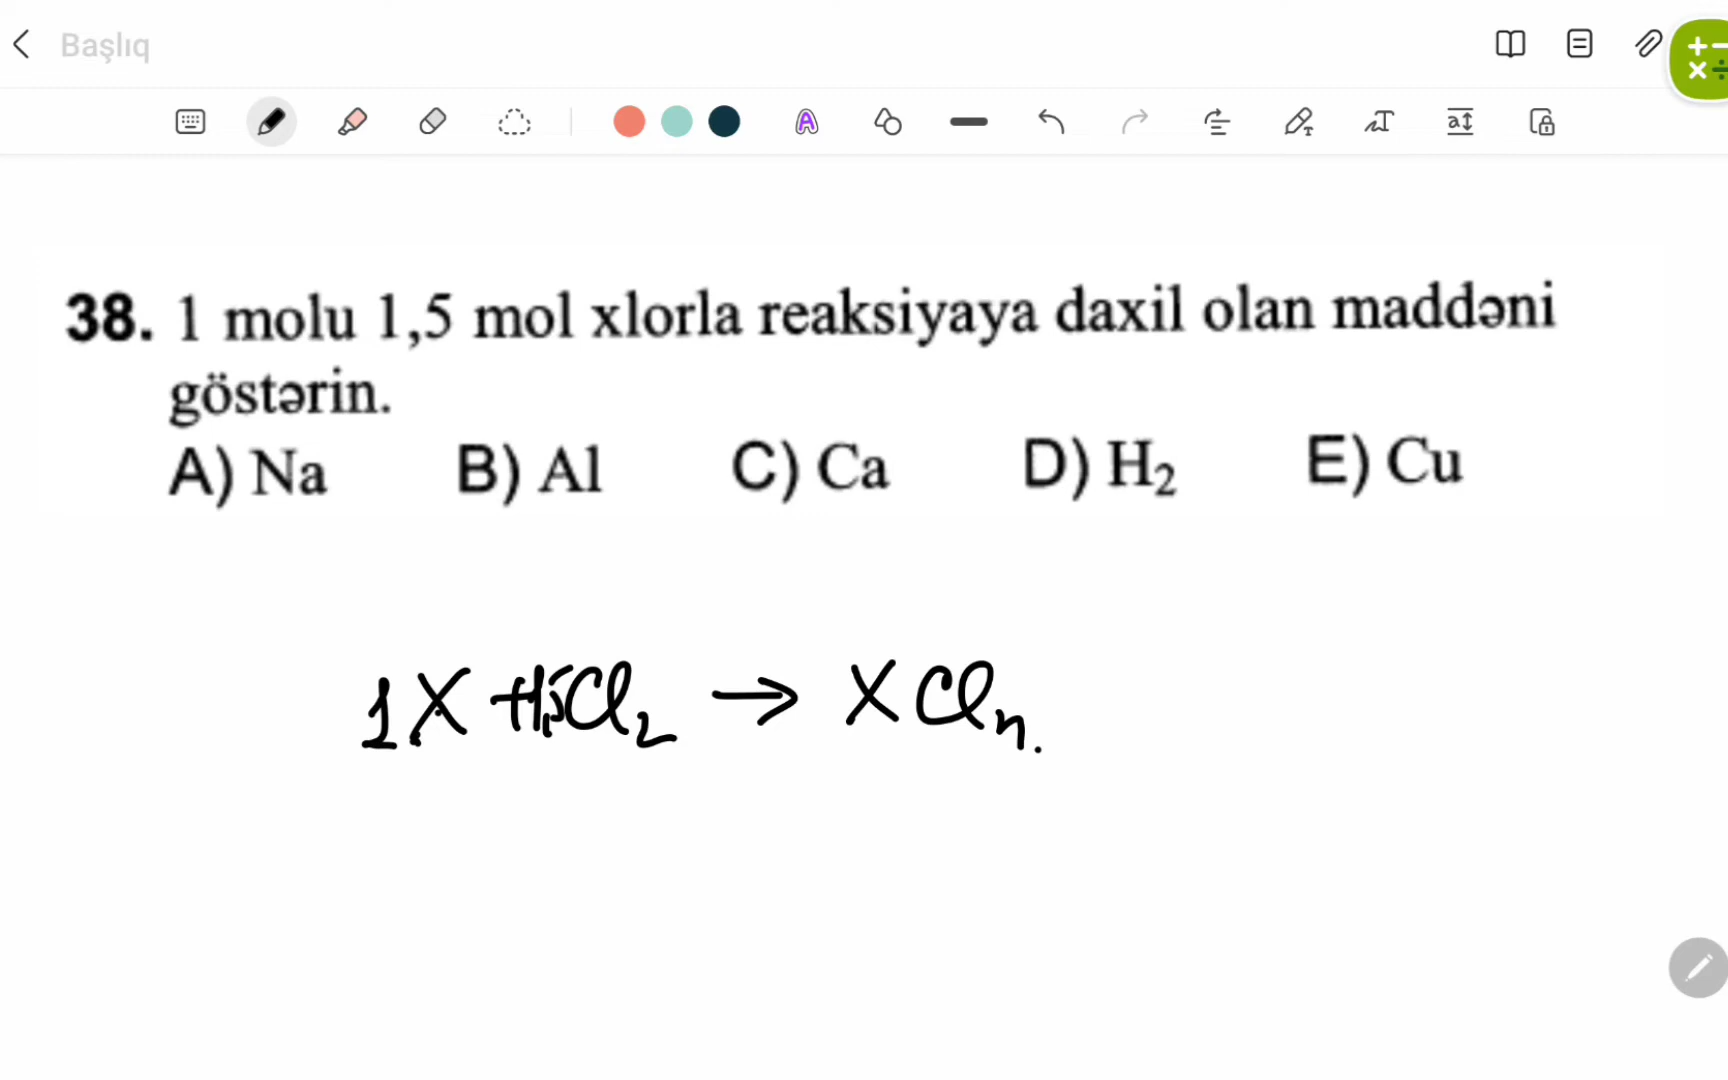 Başlıq
38. 1 molu 1,5 mol xlorla reaksiyaya daxil olan maddəni
göstərin.
A) Na B) Al C) Ca D) H₂ E) Cu
1X + 1,5Cl₂ → XClₙ.